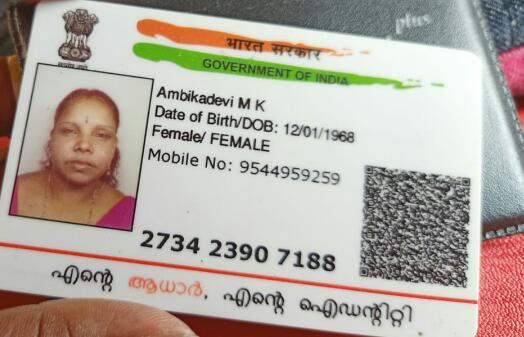 plus
भारत सरकार
GOVERNMENT OF INDIA
Ambikadevi M K
Date of Birth/DOB: 12/01/1968
Female/ FEMALE
Mobile No: 9544959259
2734 2390 7188
എന്റെ ആധാർ, എന്റെ ഐഡന്റിറ്റി